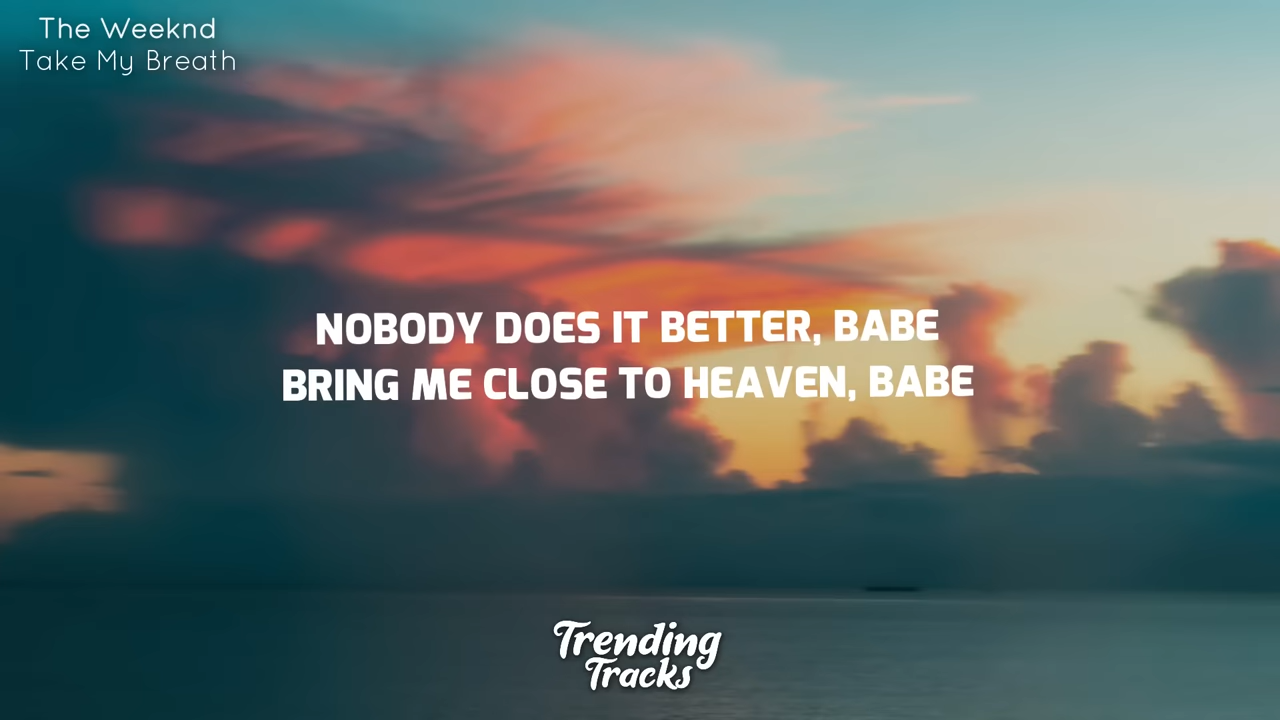 The Weeknd
Take My Breath
NOBODY DOES IT BETTER, BABE
BRING ME CLOSE TO HEAVEN, BABE
Trending
Tracks